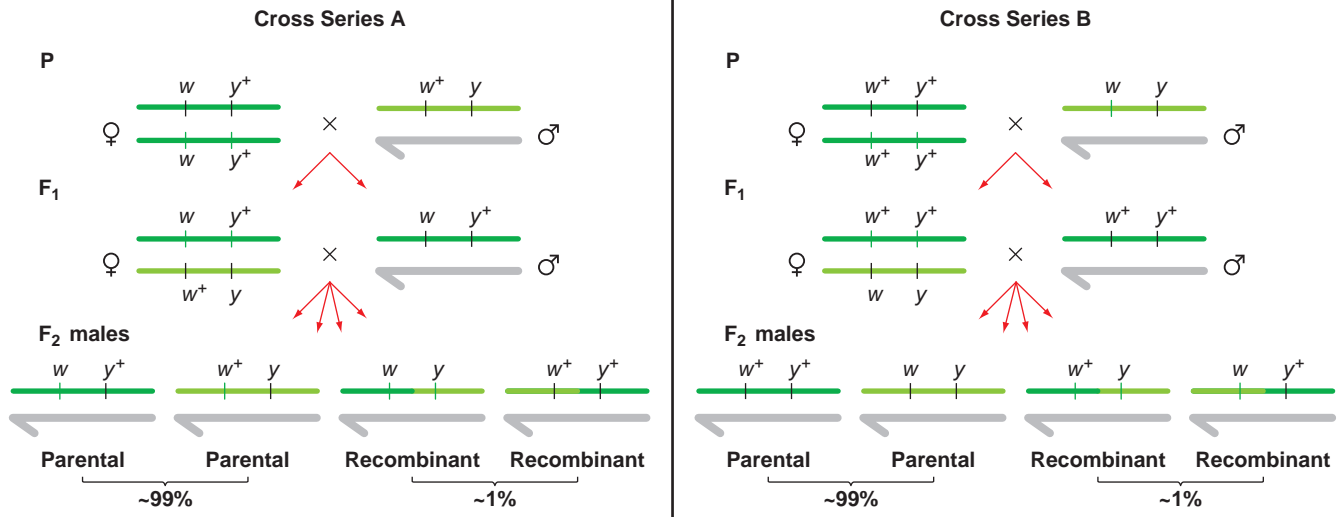 Cross Series A
P
w y+ w+ y
♀ × ♂
w y+
F1
w y+ w y+
♀ × ♂
w+ y
F2 males
w y+ w+ y w y w+ y+
Parental Parental Recombinant Recombinant
~99% ~1%
Cross Series B
P
w+ y+ w y
♀ × ♂
w+ y+
F1
w+ y+ w+ y+
♀ × ♂
w y
F2 males
w+ y+ w y w+ y w y+
Parental Parental Recombinant Recombinant
~99% ~1%